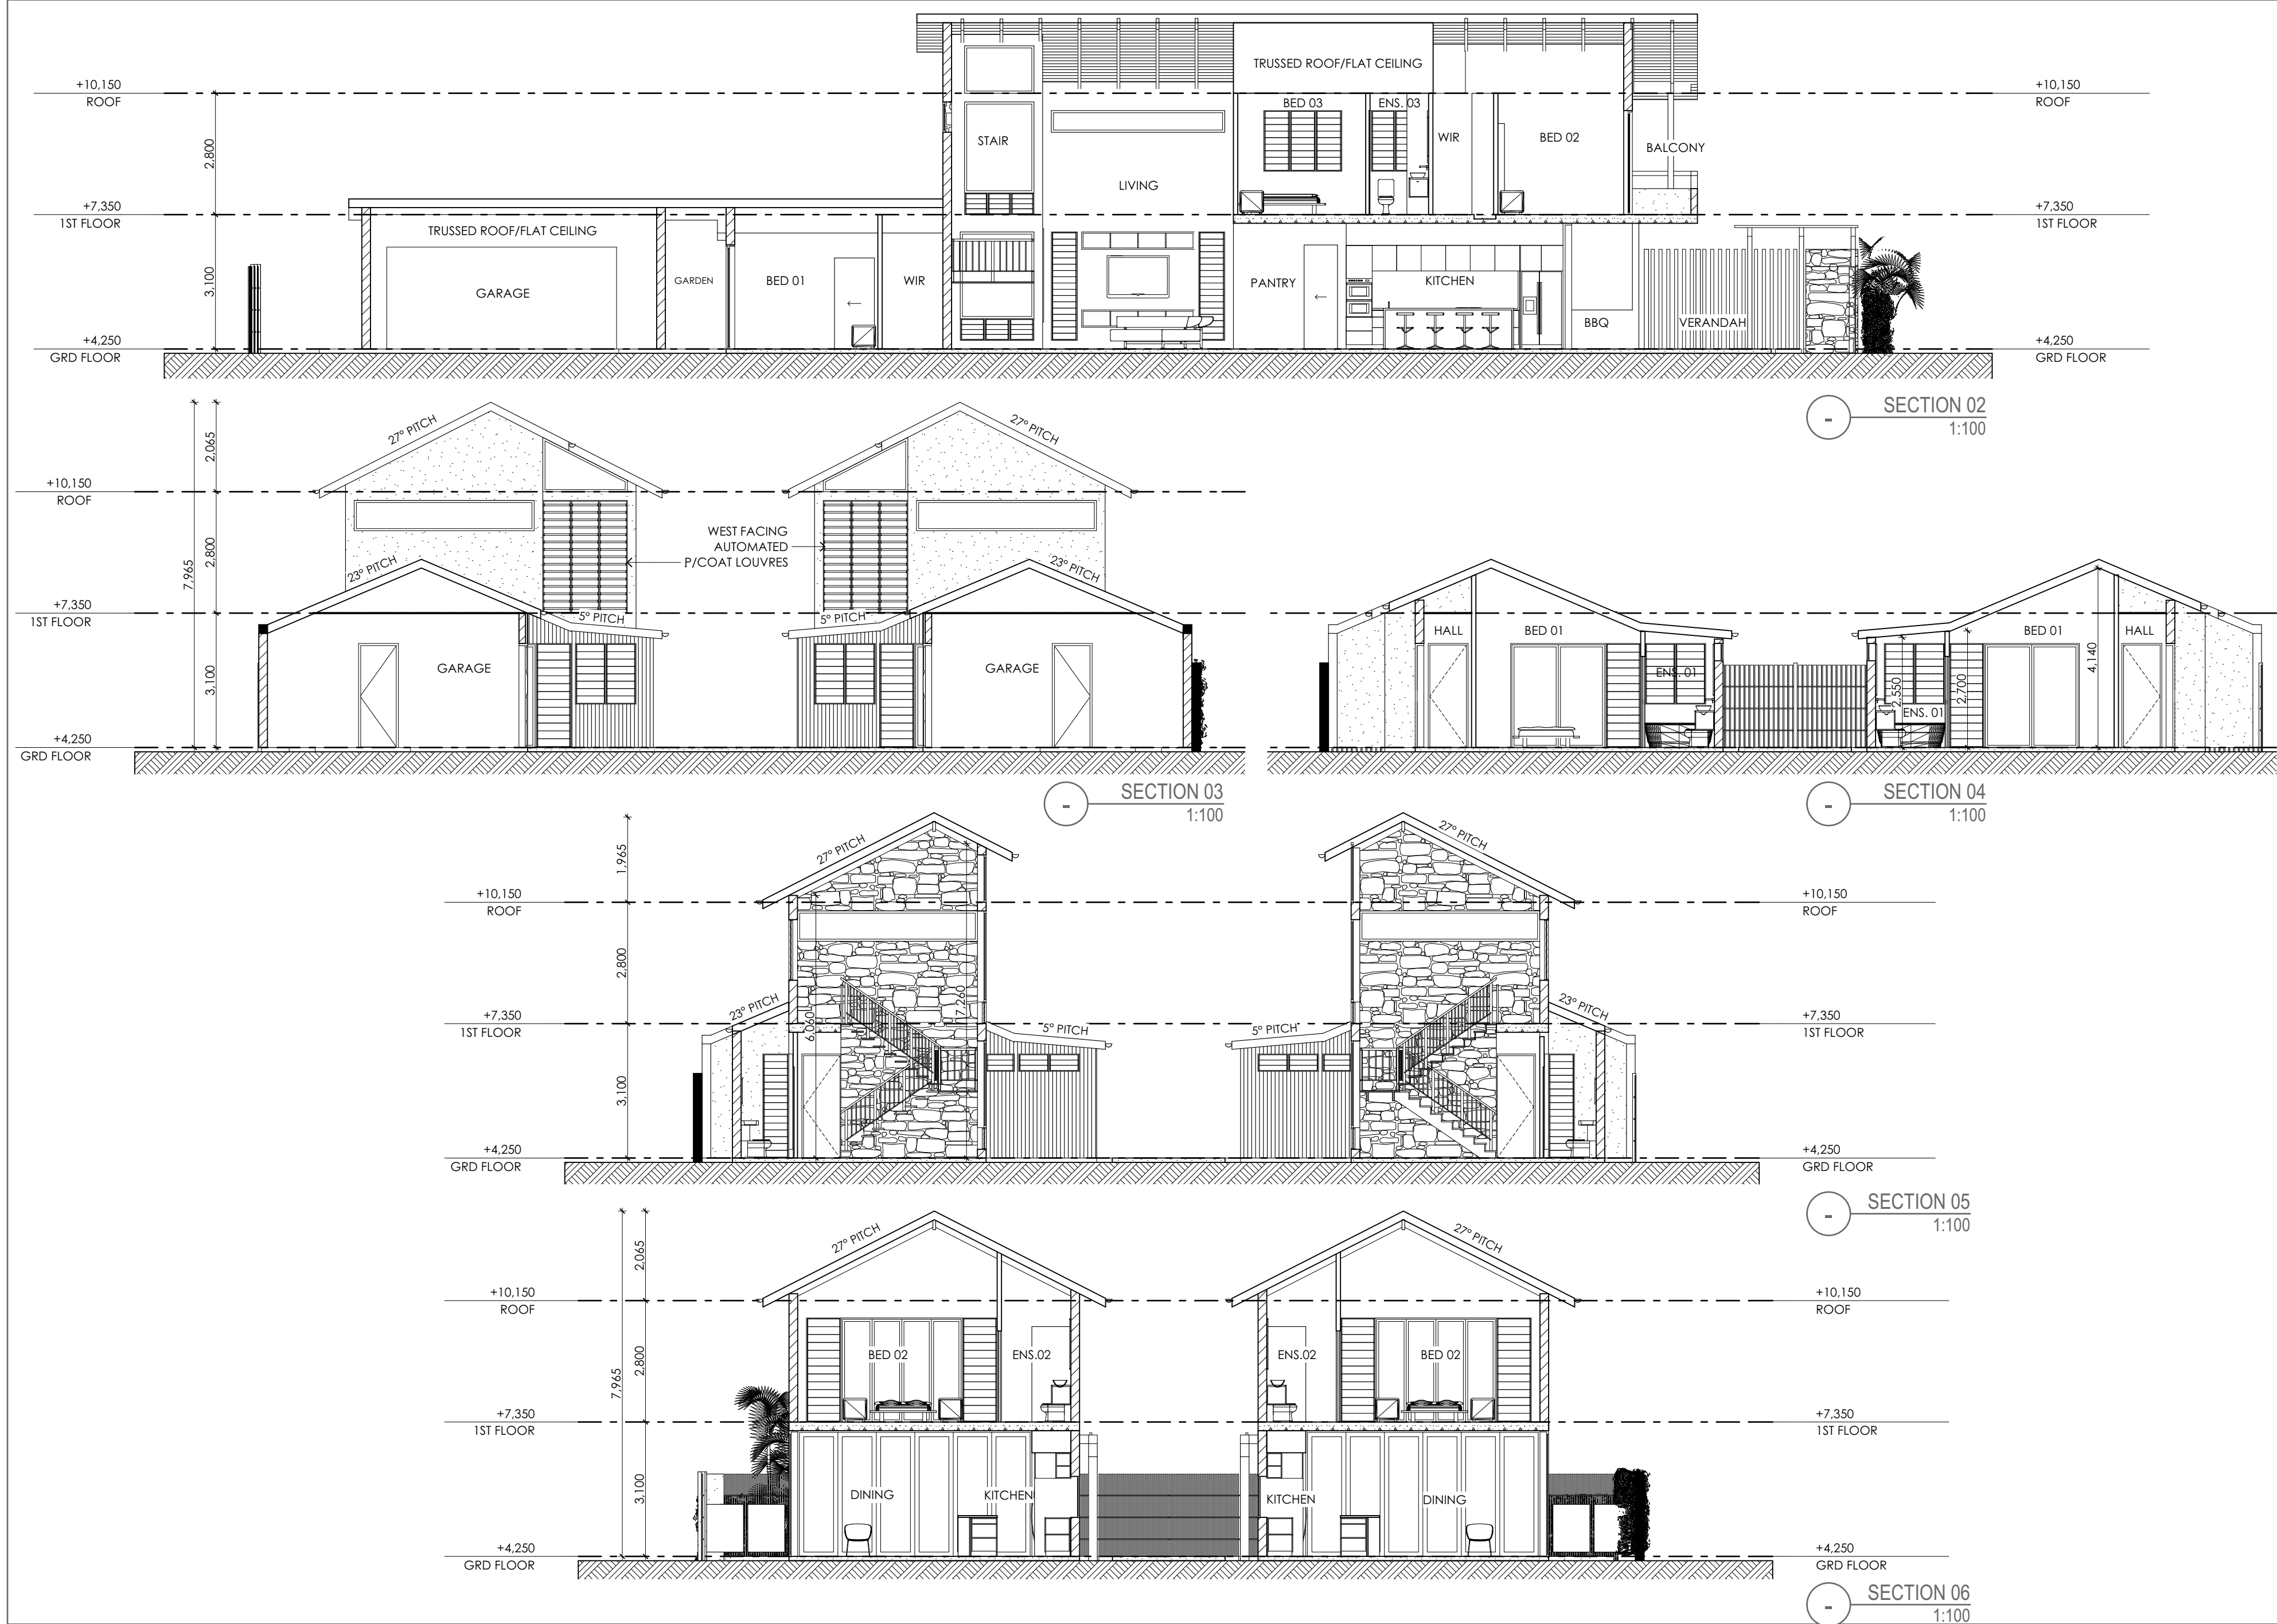 TRUSSED ROOF/FLAT CEILING
+10,150
ROOF
+10,150
ROOF
BED 03
ENS. 03
2,800
STAIR
WIR
BED 02
BALCONY
LIVING
+7,350
1ST FLOOR
+7,350
1ST FLOOR
TRUSSED ROOF/FLAT CEILING
3,100
GARAGE
GARDEN
BED 01
WIR
PANTRY
KITCHEN
BBQ
VERANDAH
+4,250
GRD FLOOR
+4,250
GRD FLOOR
-
SECTION 02
1:100
27° PITCH
27° PITCH
2,065
+10,150
ROOF
WEST FACING
AUTOMATED
P/COAT LOUVRES
2,800
7,965
23° PITCH
23° PITCH
+7,350
1ST FLOOR
5° PITCH
5° PITCH
3,100
GARAGE
GARAGE
+4,250
GRD FLOOR
-
SECTION 03
1:100
HALL
BED 01
ENS. 01
2,550
ENS. 01
2,700
BED 01
4,140
HALL
-
SECTION 04
1:100
27° PITCH
27° PITCH
1,965
+10,150
ROOF
+10,150
ROOF
2,800
23° PITCH
7,260
6,060
23° PITCH
+7,350
1ST FLOOR
5° PITCH
5° PITCH
+7,350
1ST FLOOR
3,100
+4,250
GRD FLOOR
+4,250
GRD FLOOR
-
SECTION 05
1:100
27° PITCH
27° PITCH
2,065
+10,150
ROOF
+10,150
ROOF
2,800
7,965
BED 02
ENS.02
ENS.02
BED 02
+7,350
1ST FLOOR
+7,350
1ST FLOOR
3,100
DINING
KITCHEN
KITCHEN
DINING
+4,250
GRD FLOOR
+4,250
GRD FLOOR
-
SECTION 06
1:100